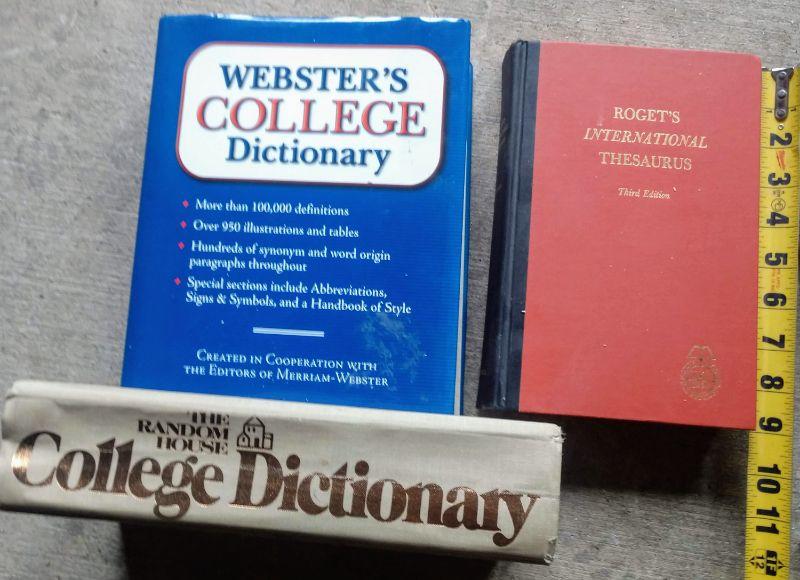 WEBSTER'S
COLLEGE
Dictionary
More than 100,000 definitions
Over 950 illustrations and tables
Hundreds of synonym and word origin
paragraphs throughout
Special sections include Abbreviations,
Signs & Symbols, and a Handbook of Style
CREATED IN COOPERATION WITH
THE EDITORS OF MERRIAM-WEBSTER
ROGET'S
INTERNATIONAL
THESAURUS
Third Edition
THE
RANDOM
HOUSE
College Dictionary
2
3
4
5
6
7
8
9
10
11
12